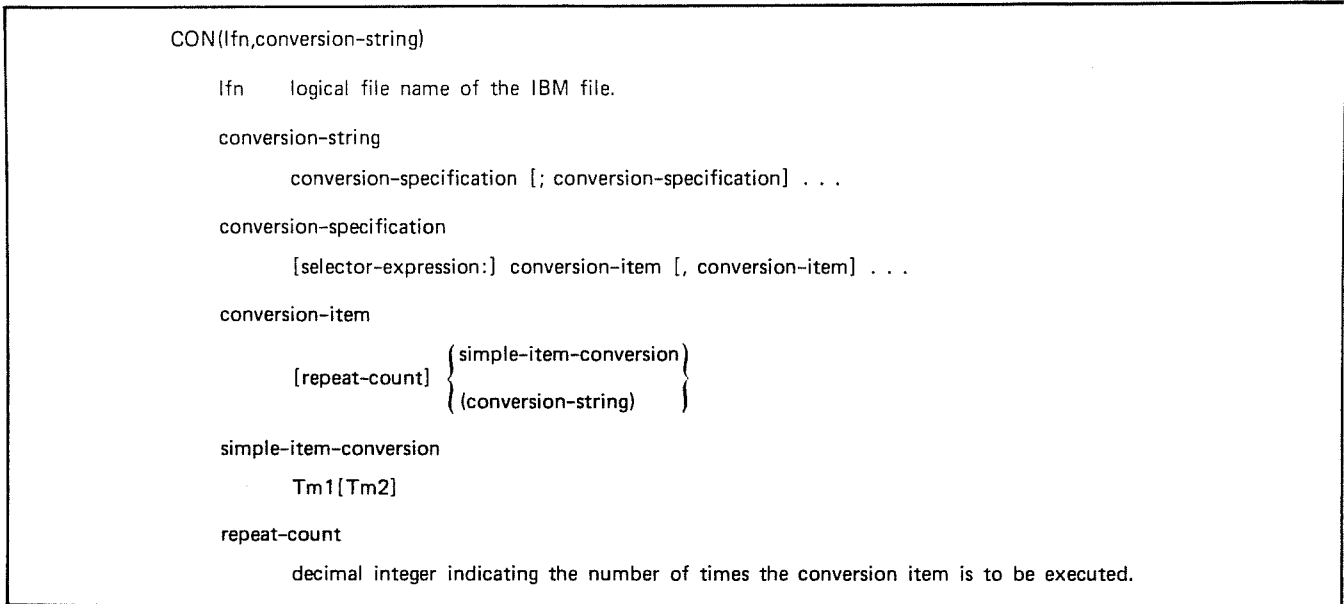 CON(lfn,conversion-string)
lfn logical file name of the IBM file.
conversion-string
conversion-specification [; conversion-specification] . . .
conversion-specification
[selector-expression:] conversion-item [, conversion-item] . . .
conversion-item
[repeat-count] { simple-item-conversion }
{ (conversion-string) }
simple-item-conversion
Tm1[Tm2]
repeat-count
decimal integer indicating the number of times the conversion item is to be executed.